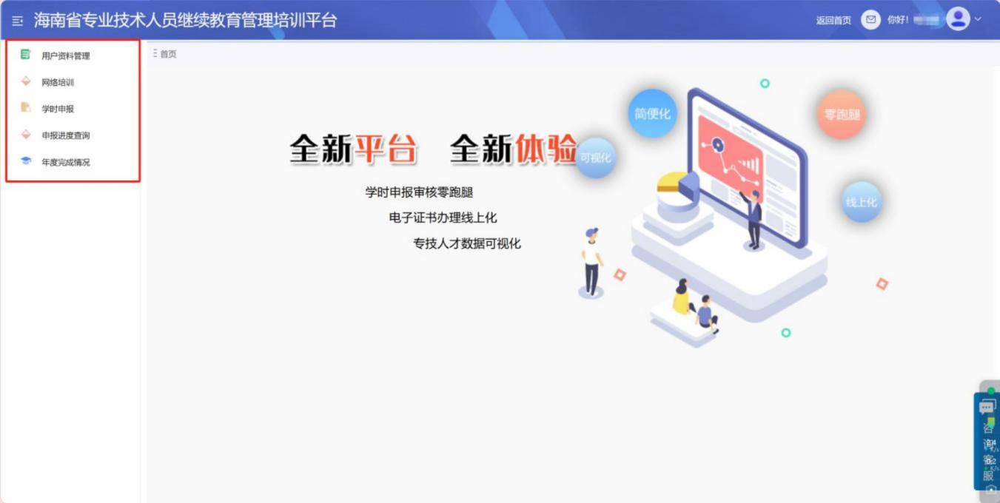 海南省专业技术人员继续教育管理培训平台
返回首页
你好!
用户资料管理
网络培训
学时申报
申报进度查询
年度完成情况
首页
全新平台 全新体验
学时申报审核零跑腿
电子证书办理线上化
专技人才数据可视化
简便化
零跑腿
可视化
线上化
咨询客服